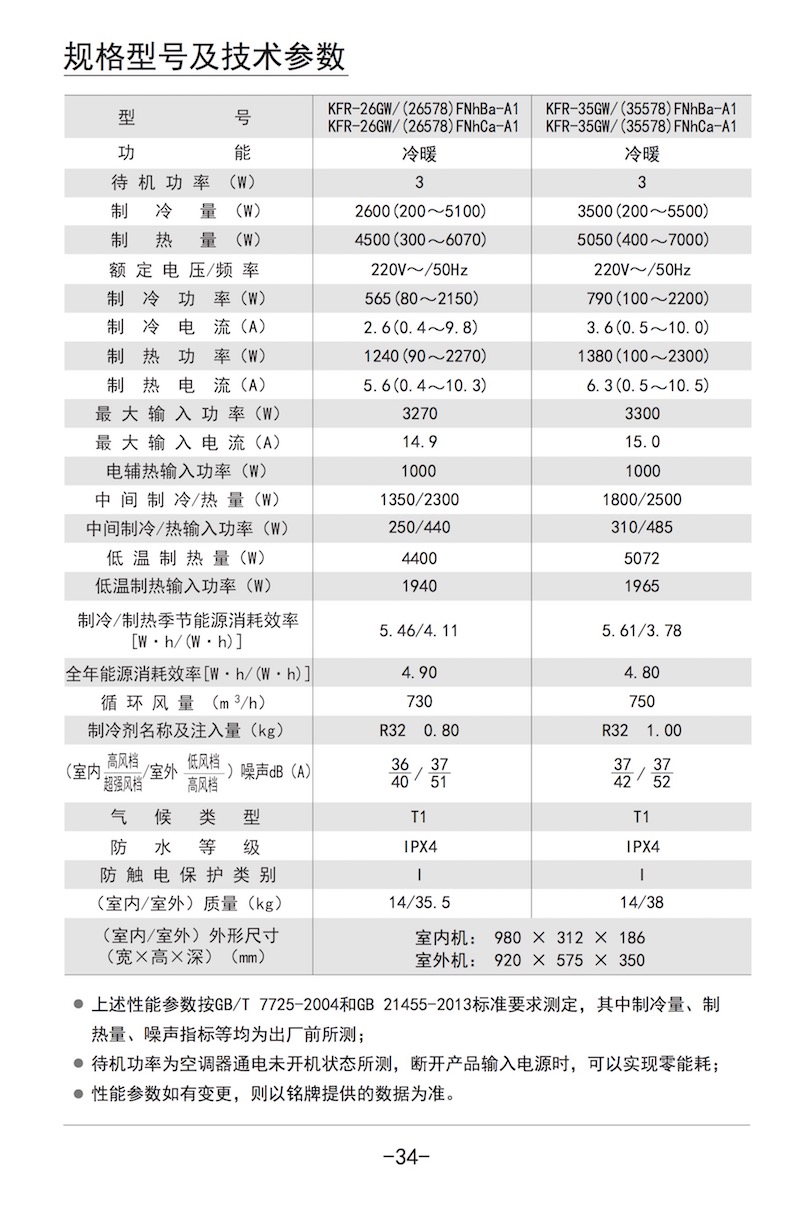 规格型号及技术参数
型 号 KFR-26GW/(26578)FNhBa-A1 KFR-35GW/(35578)FNhBa-A1
KFR-26GW/(26578)FNhCa-A1 KFR-35GW/(35578)FNhCa-A1
功 能 冷暖 冷暖
待机功率（W） 3 3
制冷量（W） 2600(200～5100) 3500(200～5500)
制热量（W） 4500(300～6070) 5050(400～7000)
额定电压/频率 220V～/50Hz 220V～/50Hz
制冷功率(W) 565(80～2150) 790(100～2200)
制冷电流(A) 2.6(0.4～9.8) 3.6(0.5～10.0)
制热功率(W) 1240(90～2270) 1380(100～2300)
制热电流(A) 5.6(0.4～10.3) 6.3(0.5～10.5)
最大输入功率(W) 3270 3300
最大输入电流(A) 14.9 15.0
电辅热输入功率(W) 1000 1000
中间制冷/热量(W) 1350/2300 1800/2500
中间制冷/热输入功率(W) 250/440 310/485
低温制热量(W) 4400 5072
低温制热输入功率(W) 1940 1965
制冷/制热季节能源消耗效率
[W·h/(W·h)] 5.46/4.11 5.61/3.78
全年能源消耗效率[W·h/(W·h)] 4.90 4.80
循环风量（m³/h） 730 750
制冷剂名称及注入量(kg) R32 0.80 R32 1.00
（室内 高风档/超强风档 /室外 低风档/高风档 ）噪声dB（A） 36/40 / 37/51 37/42 / 37/52
气候类型 T1 T1
防水等级 IPX4 IPX4
防触电保护类别 I I
（室内/室外）质量(kg) 14/35.5 14/38
（室内/室外）外形尺寸 室内机： 980 × 312 × 186
（宽×高×深）（mm） 室外机： 920 × 575 × 350
● 上述性能参数按GB/T 7725-2004和GB 21455-2013标准要求测定，其中制冷量、制
热量、噪声指标等均为出厂前所测；
● 待机功率为空调器通电未开机状态所测，断开产品输入电源时，可以实现零能耗；
● 性能参数如有变更，则以铭牌提供的数据为准。
-34-